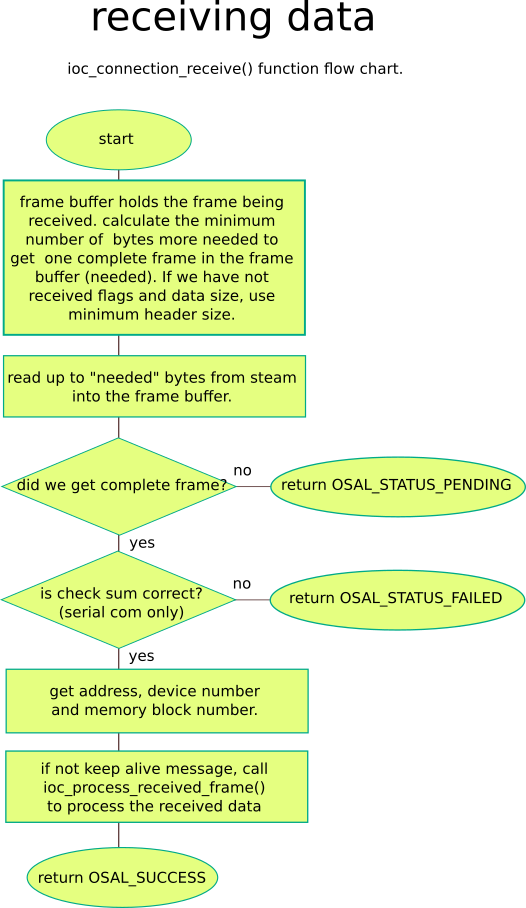 receiving data
ioc_connection_receive() function flow chart.
start
frame buffer holds the frame being
received. calculate the minimum
number of  bytes more needed to
get  one complete frame in the frame
buffer (needed). If we have not
received flags and data size, use
minimum header size.
read up to "needed" bytes from steam
into the frame buffer.
did we get complete frame?
no
return OSAL_STATUS_PENDING
yes
is check sum correct?
(serial com only)
no
return OSAL_STATUS_FAILED
yes
get address, device number
and memory block number.
if not keep alive message, call
ioc_process_received_frame()
to process the received data
return OSAL_SUCCESS